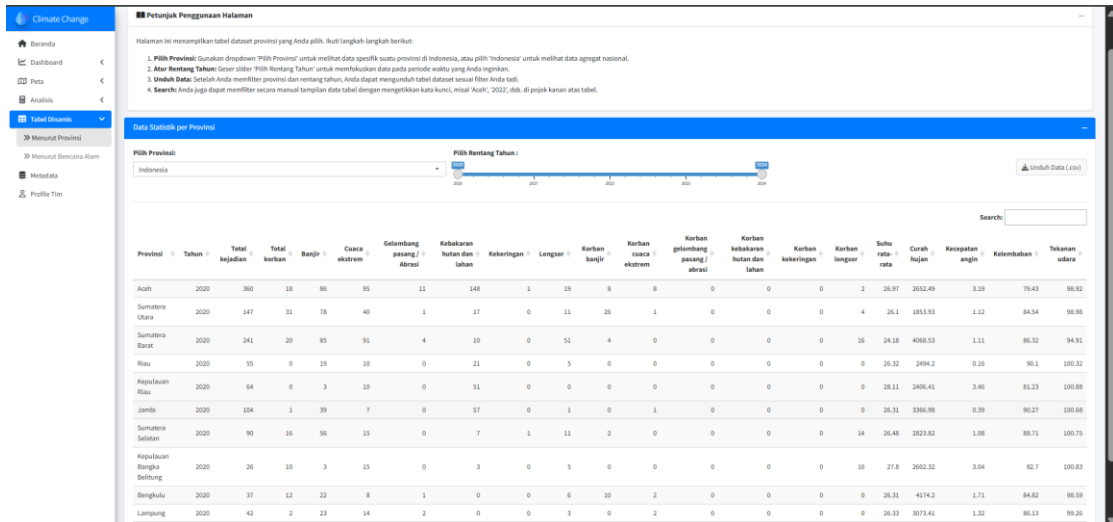 Climate Change
Petunjuk Penggunaan Halaman
Beranda
Dashboard
Peta
Analisis
Tabel Dinamis
Menurut Provinsi
Menurut Bencana Alam
Metadata
Profile Tim
Halaman ini menampilkan tabel dataset provinsi yang Anda pilih. Ikuti langkah-langkah berikut:
1. Pilih Provinsi: Gunakan dropdown 'Pilih Provinsi' untuk melihat data spesifik suatu provinsi di Indonesia, atau pilih 'Indonesia' untuk melihat data agregat nasional.
2. Atur Rentang Tahun: Geser slider 'Pilih Rentang Tahun' untuk memfokuskan data pada periode waktu yang Anda inginkan.
3. Unduh Data: Setelah Anda memfilter provinsi dan rentang tahun, Anda dapat mengunduh tabel dataset sesuai filter Anda tadi.
4. Search: Anda juga dapat memfilter secara manual tampilan data tabel dengan mengetikkan kata kunci, misal 'Aceh', '2022', dsb. di pojok kanan atas tabel.
Data Statistik per Provinsi
Pilih Provinsi:
Indonesia
Pilih Rentang Tahun :
2020 2024
2020 2021 2022 2023 2024
Unduh Data (.csv)
Search:
Provinsi Tahun Total kejadian Total korban Banjir Cuaca ekstrem Gelombang pasang / Abrasi Kebakaran hutan dan lahan Kekeringan Longsor Korban banjir Korban cuaca ekstrem Korban gelombang pasang / abrasi Korban kebakaran hutan dan lahan Korban kekeringan Korban longsor Suhu rata-rata Curah hujan Kecepatan angin Kelembaban Tekanan udara
Aceh 2020 360 18 86 95 11 148 1 19 8 8 0 0 0 2 26.97 2652.49 3.19 79.43 98.92
Sumatera Utara 2020 147 31 78 40 1 17 0 11 26 1 0 0 0 4 26.1 1853.93 1.12 84.54 98.98
Sumatera Barat 2020 241 20 85 91 4 10 0 51 4 0 0 0 0 16 24.18 4068.53 1.11 86.32 94.91
Riau 2020 55 0 19 10 0 21 0 5 0 0 0 0 0 0 26.32 2494.2 0.16 90.1 100.32
Kepulauan Riau 2020 64 0 3 10 0 51 0 0 0 0 0 0 0 0 28.11 2406.41 3.46 81.23 100.88
Jambi 2020 104 1 39 7 0 57 0 1 0 1 0 0 0 0 26.31 3366.98 0.39 90.27 100.68
Sumatera Selatan 2020 90 16 56 15 0 7 1 11 2 0 0 0 0 14 26.48 2823.82 1.08 88.71 100.75
Kepulauan Bangka Belitung 2020 26 10 3 15 0 3 0 5 0 0 0 0 0 10 27.8 2602.32 3.04 82.7 100.83
Bengkulu 2020 37 12 22 8 1 0 0 6 10 2 0 0 0 0 26.31 4174.2 1.71 84.82 98.59
Lampung 2020 42 2 23 14 2 0 0 3 0 2 0 0 0 0 26.33 3073.41 1.32 86.13 99.26